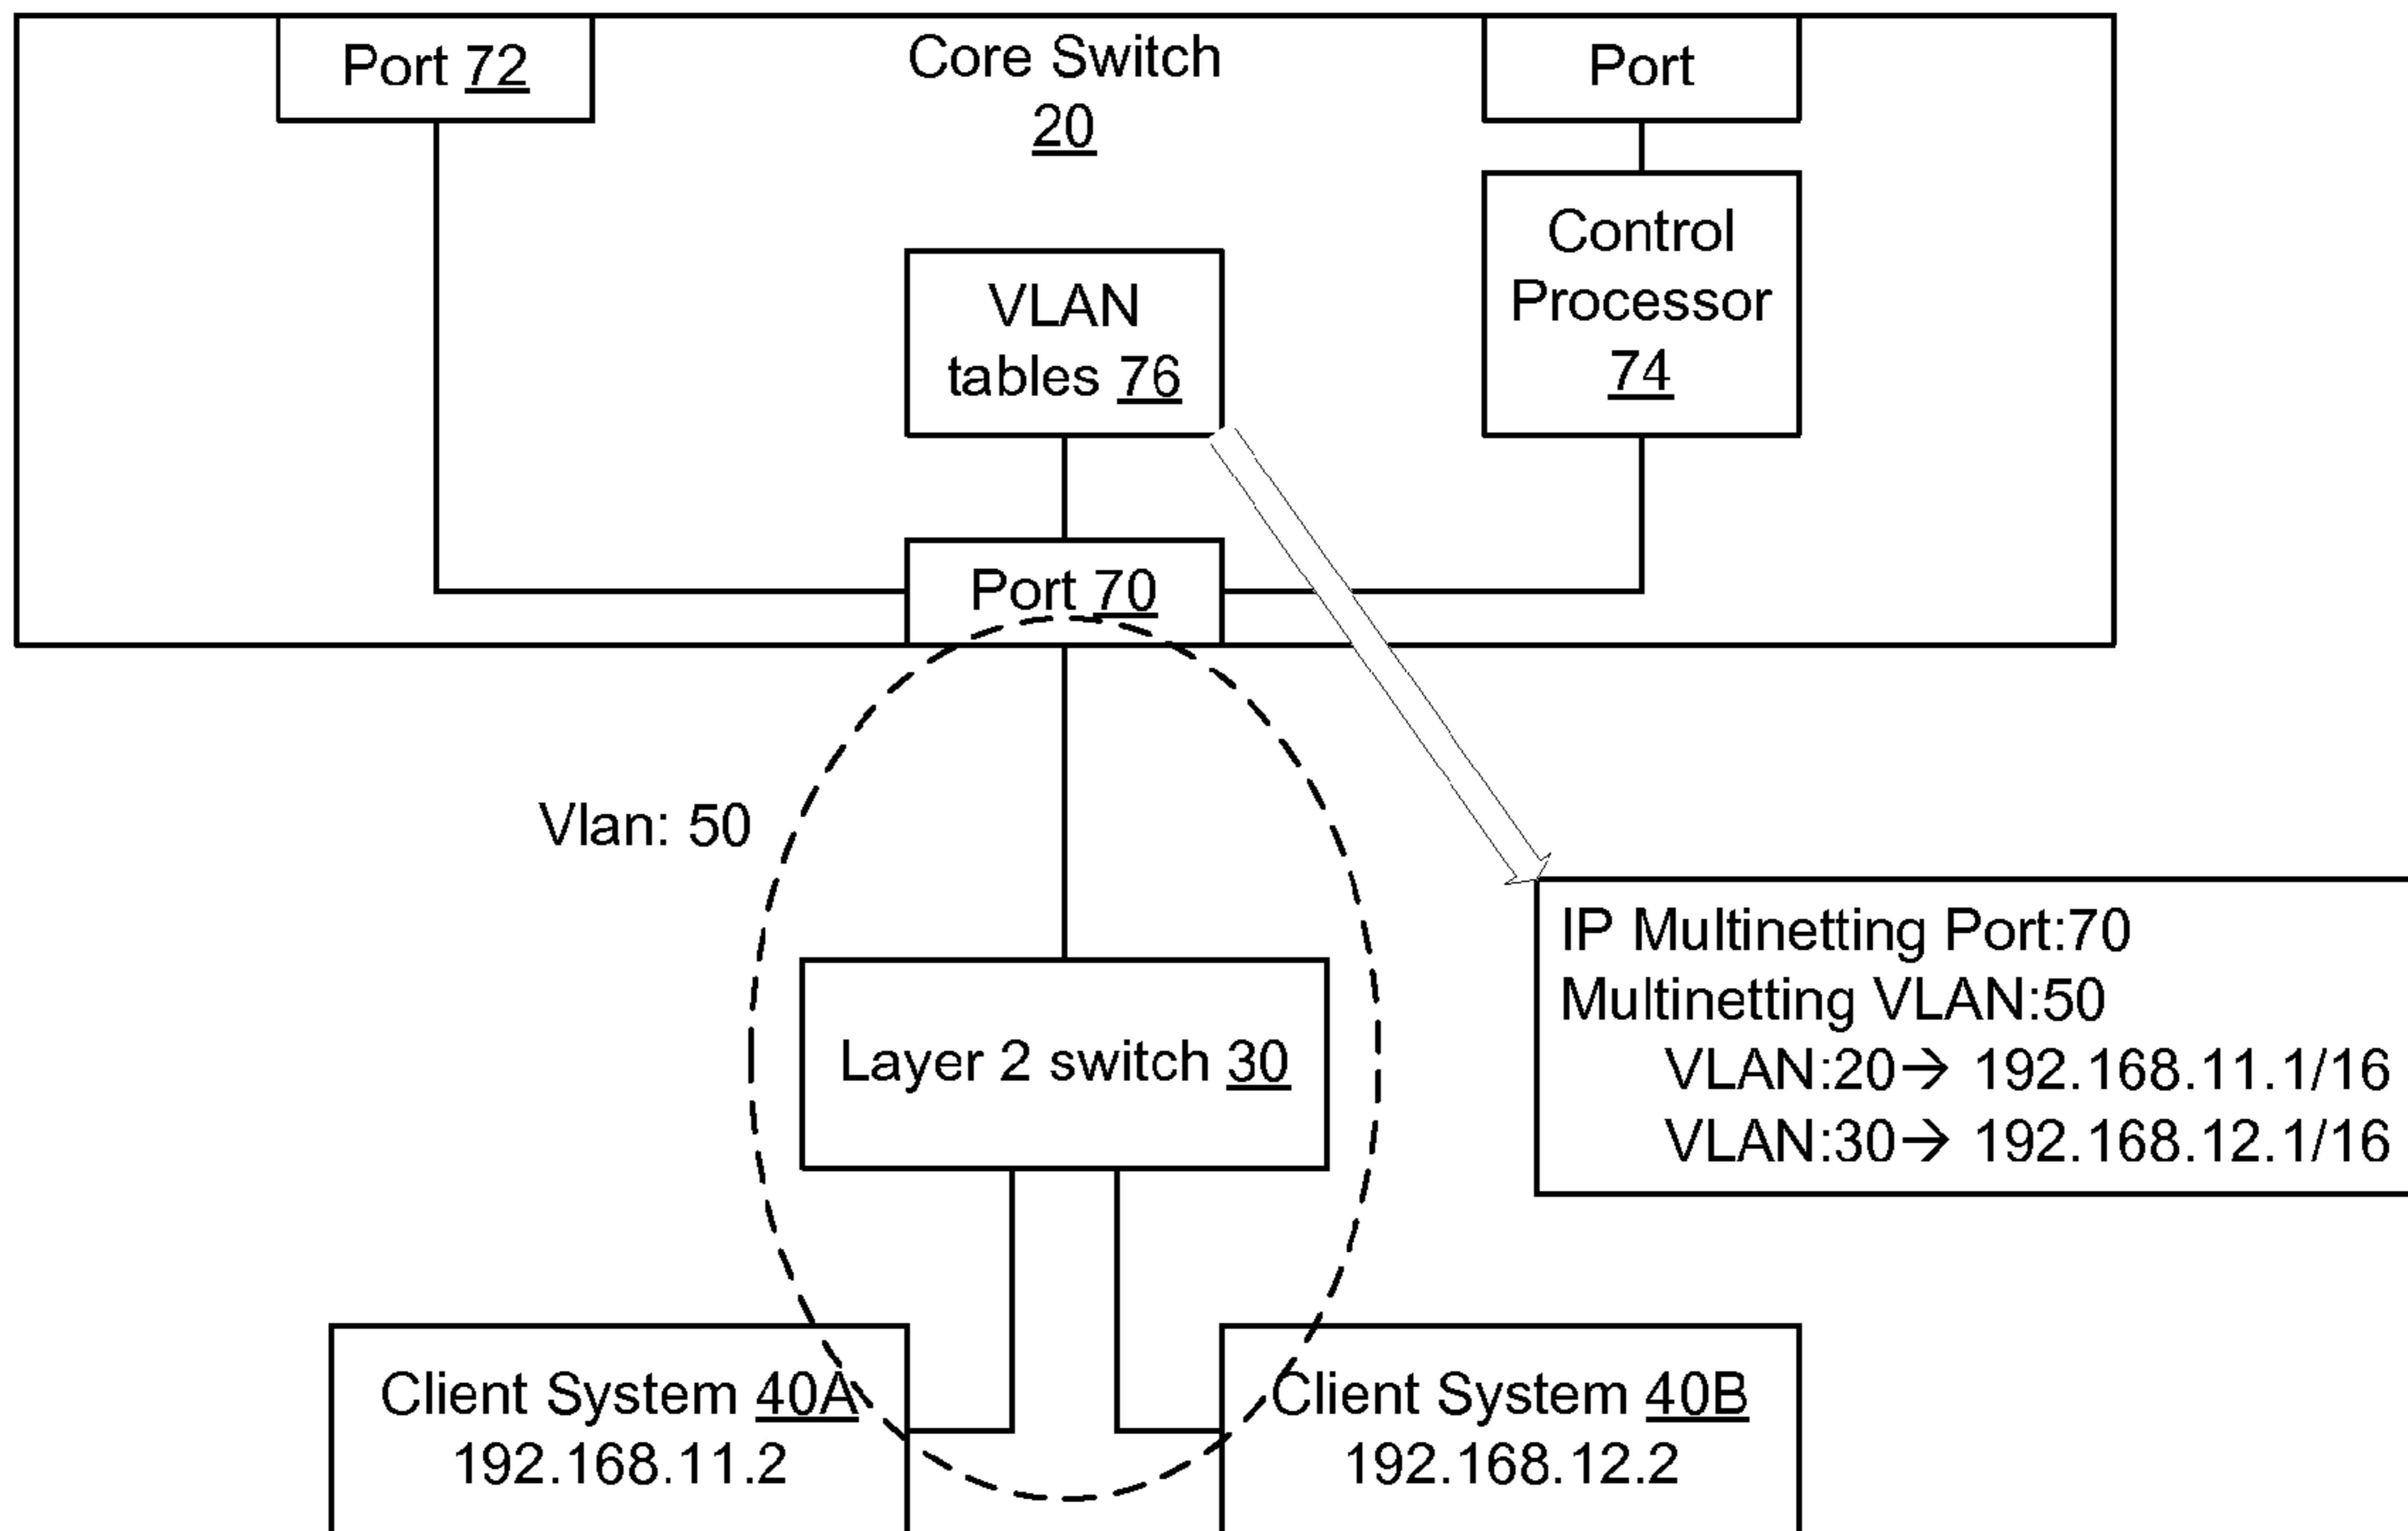 Port 72
Core Switch
20
Port
Control
Processor
74
VLAN
tables 76
Port 70
Vlan: 50
IP Multinetting Port:70
Multinetting VLAN:50
VLAN:20→ 192.168.11.1/16
VLAN:30→ 192.168.12.1/16
Layer 2 switch 30
Client System 40A
192.168.11.2
Client System 40B
192.168.12.2